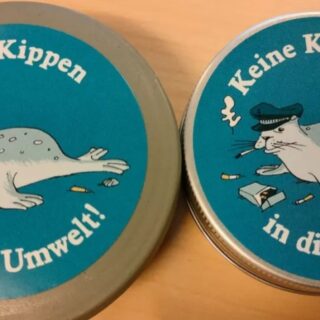 Kippen
Umwelt!
Keine K
in di